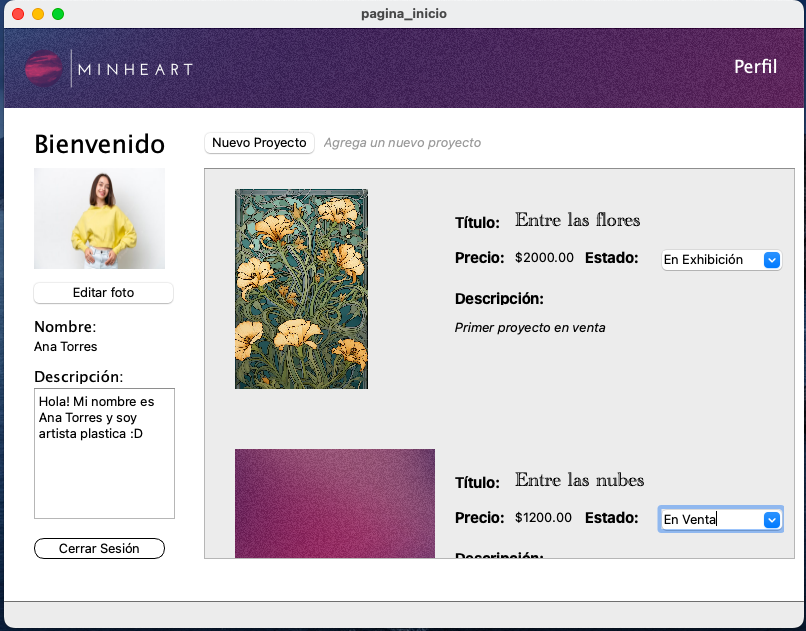 pagina_inicio
MINHEART
Perfil
Bienvenido
Nuevo Proyecto Agrega un nuevo proyecto
Editar foto
Nombre:
Ana Torres
Descripción:
Hola! Mi nombre es
Ana Torres y soy
artista plastica :D
Cerrar Sesión
Título: Entre las flores
Precio: $2000.00 Estado: En Exhibición
Descripción:
Primer proyecto en venta
Título: Entre las nubes
Precio: $1200.00 Estado: En Venta
Descripción: